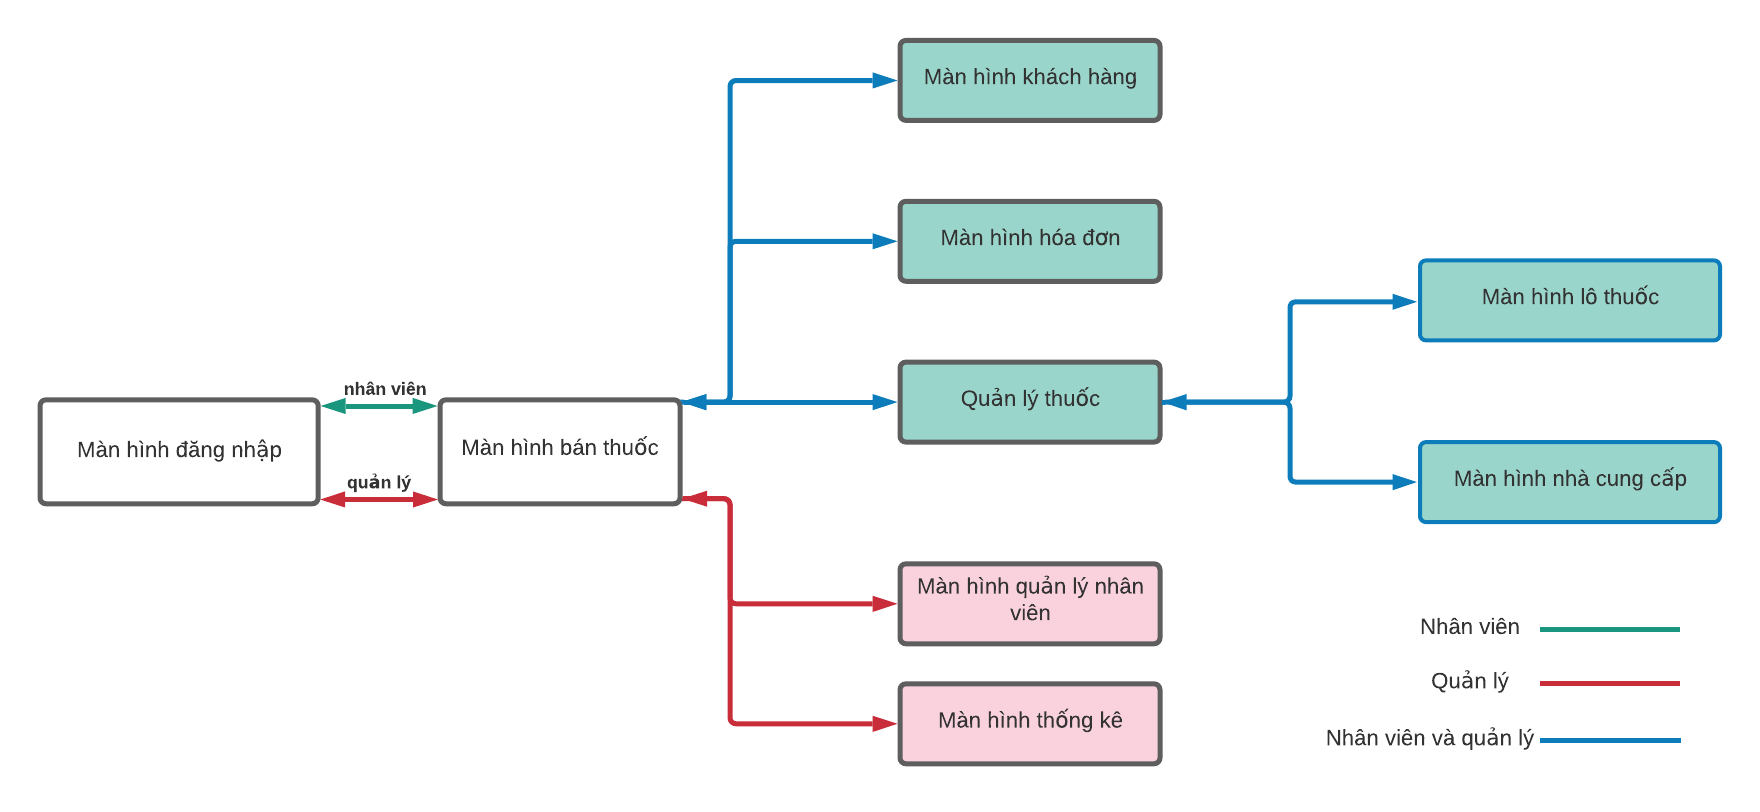 Màn hình khách hàng
Màn hình hóa đơn
Màn hình lô thuốc
nhân viên
Quản lý thuốc
Màn hình đăng nhập
Màn hình bán thuốc
quản lý
Màn hình nhà cung cấp
Màn hình quản lý nhân
viên
Nhân viên
Quản lý
Màn hình thống kê
Nhân viên và quản lý